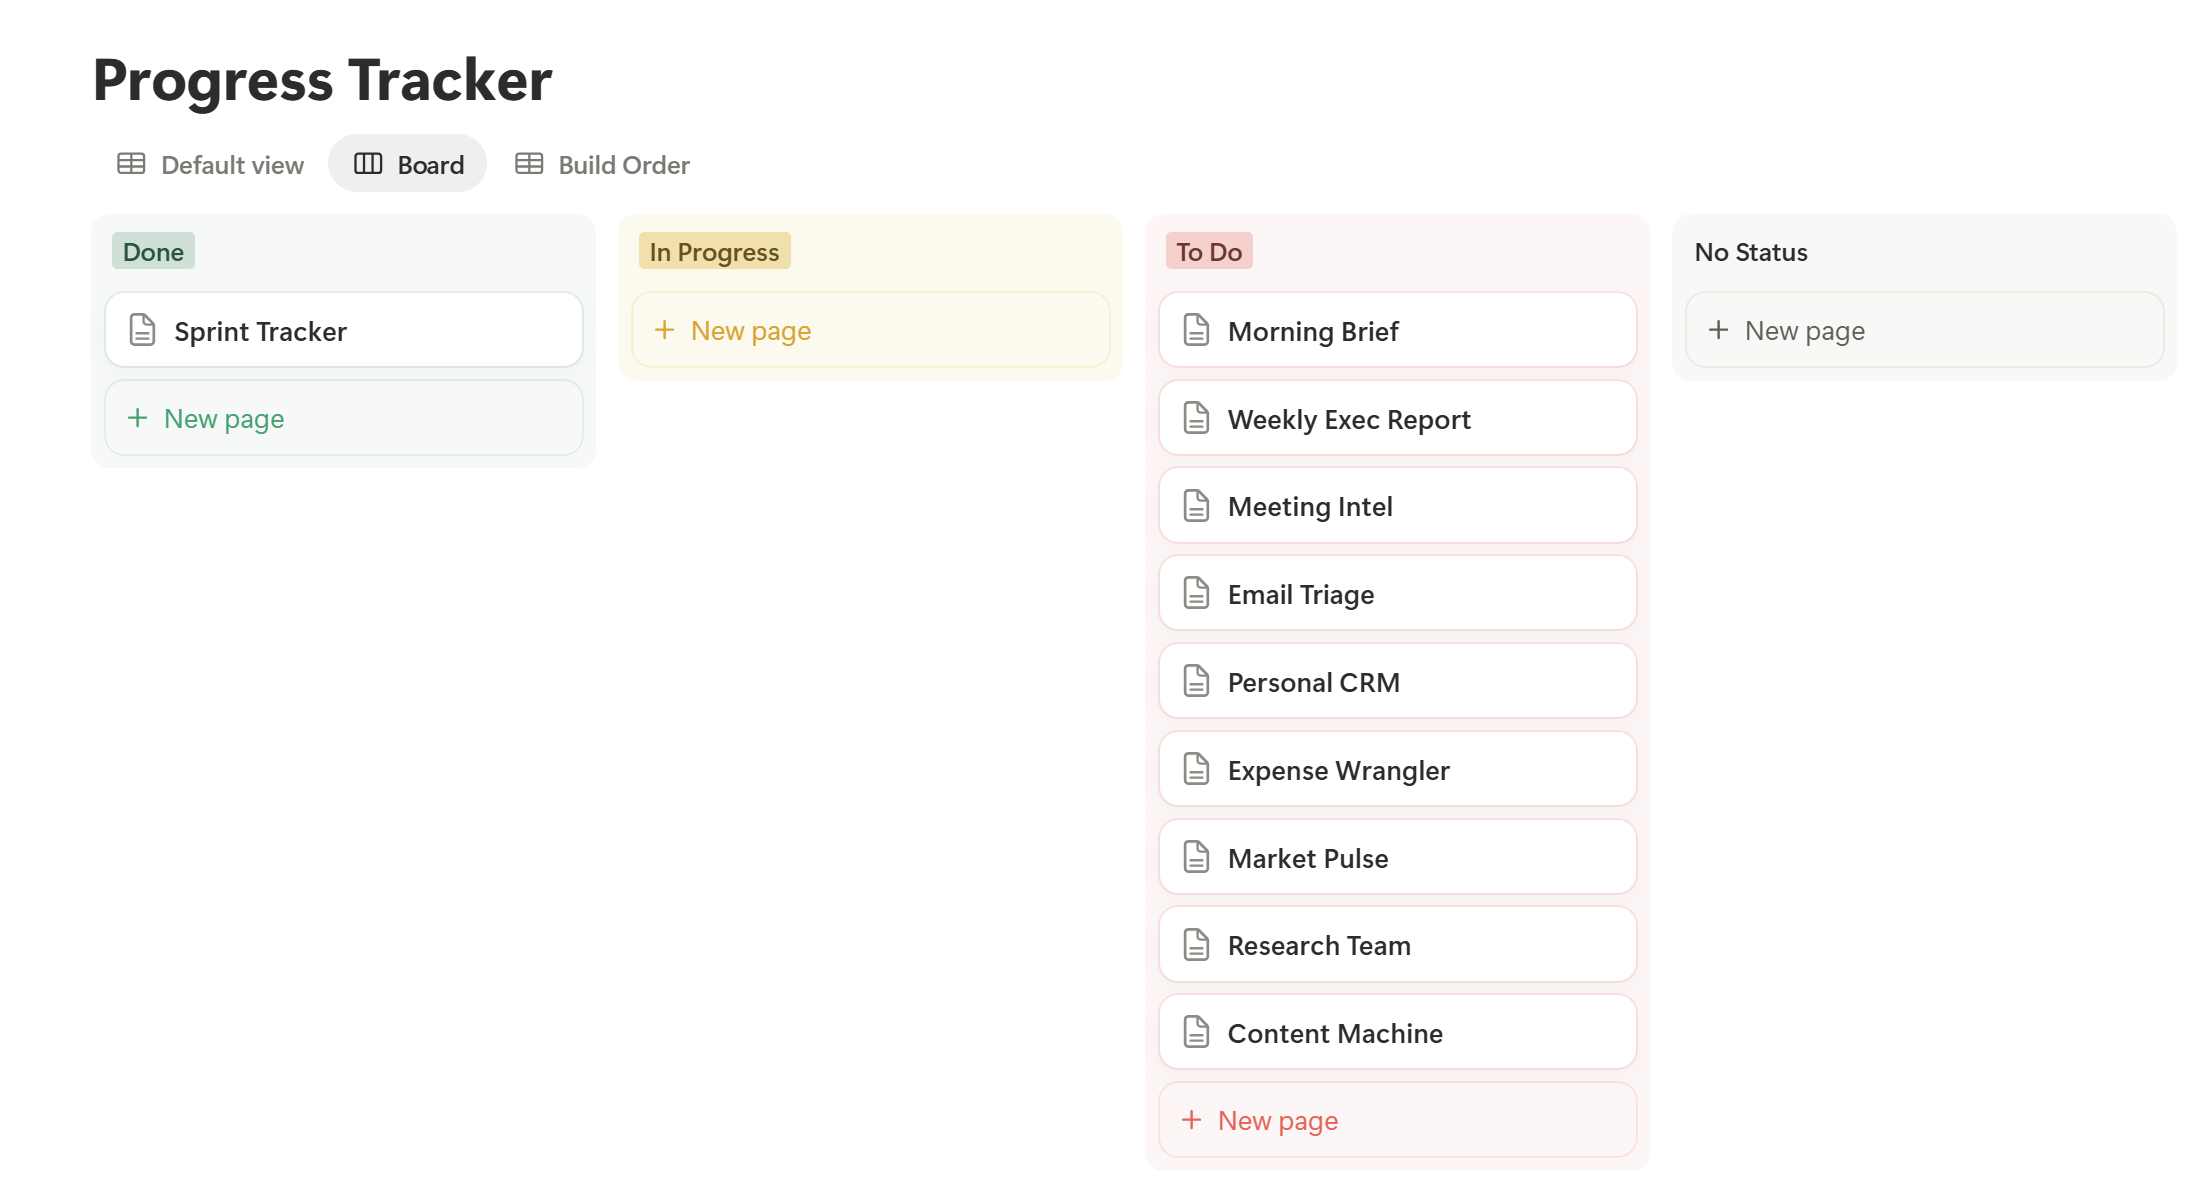 Progress Tracker
Default view
Board
Build Order
Done
Sprint Tracker
+ New page
In Progress
+ New page
To Do
Morning Brief
Weekly Exec Report
Meeting Intel
Email Triage
Personal CRM
Expense Wrangler
Market Pulse
Research Team
Content Machine
+ New page
No Status
+ New page